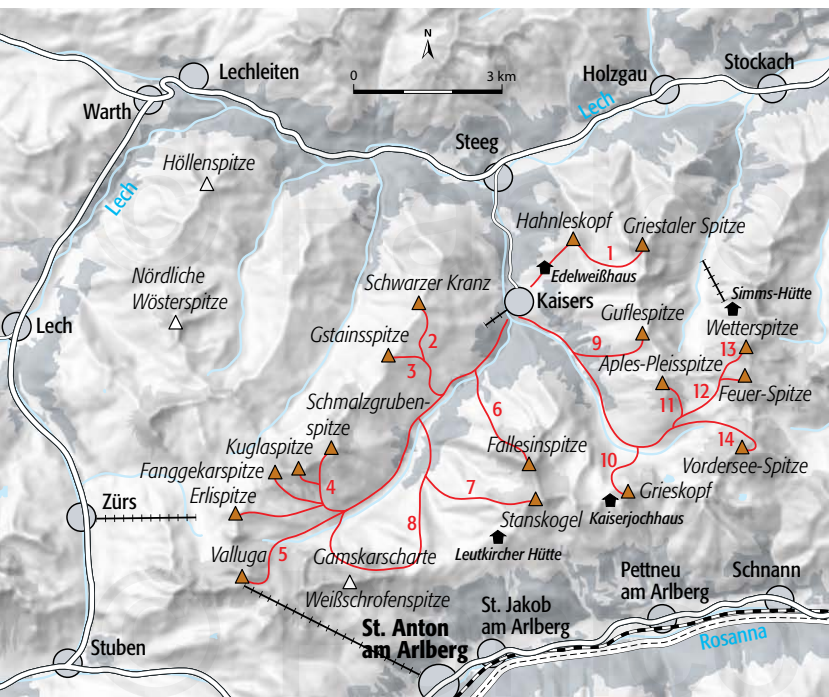 N
0
3 km
Lechleiten
Holzgau
Stockach
Warth
Lech
Steeg
Höllenspitze
Lech
Hahnleskopf
Griestaler Spitze
1
Edelweißhaus
Nördliche
Wösterspitze
Schwarzer Kranz
Kaisers
Simms-Hütte
Lech
Gstainsspitze
2
3
Guflespitze
Wetterspitze
9
13
Aples-Pleisspitze
12
Feuer-Spitze
11
Schmalzgruben-
spitze
6
14
Kuglaspitze
Fallesinspitze
Vordersee-Spitze
Fanggekarspitze
4
10
Erlispitze
7
Grieskopf
Zürs
8
Stanskogel
Kaiserjochhaus
Valluga
5
Gamskarscharte
Leutkircher Hütte
Weißschrofenspitze
Pettneu
am Arlberg
Schnann
St. Jakob
am Arlberg
St. Anton
am Arlberg
Stuben
Rosanna